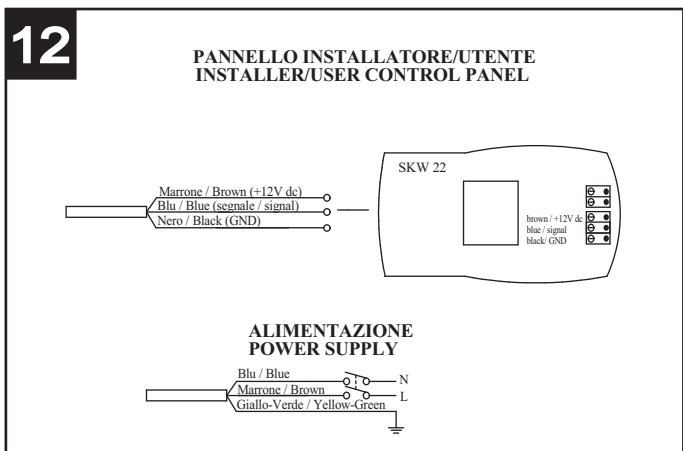 12
PANNELLO INSTALLATORE/UTENTE
INSTALLER/USER CONTROL PANEL
Marrone / Brown (+12V dc)
Blu / Blue (segnale / signal)
Nero / Black (GND)
SKW 22
brown / +12V dc
blue / signal
black/ GND
ALIMENTAZIONE
POWER SUPPLY
Blu / Blue
N
Marrone / Brown
L
Giallo-Verde / Yellow-Green